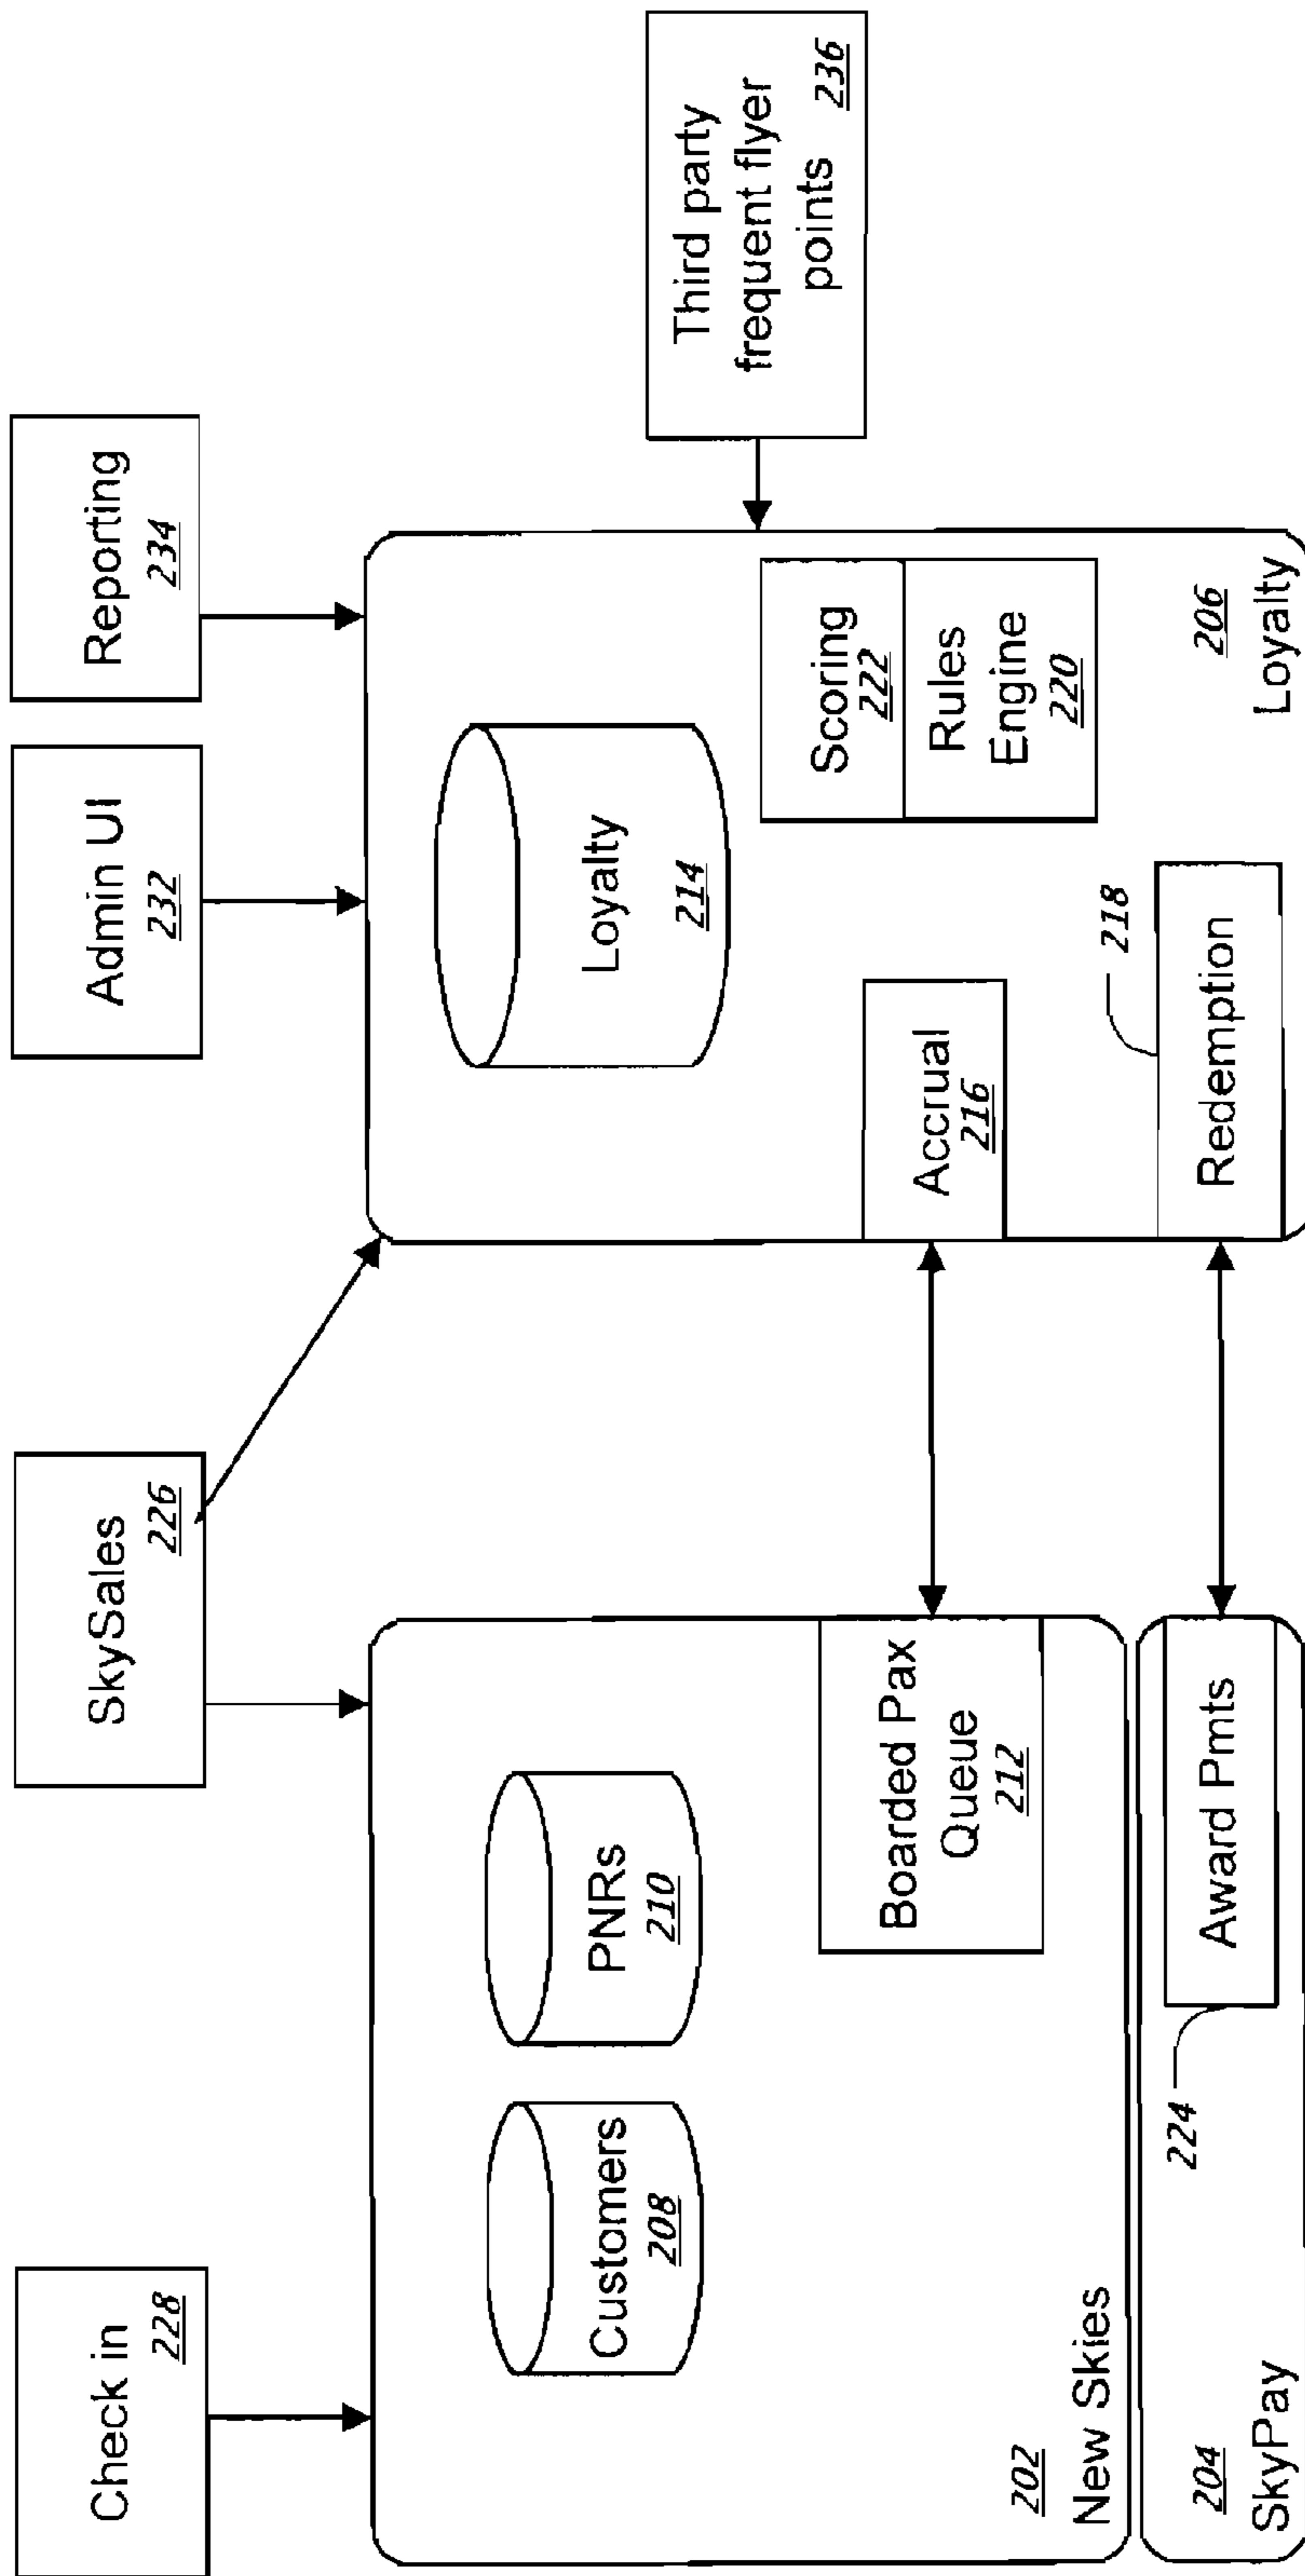 Check in
228
SkySales
226
Admin UI
232
Reporting
234
Customers
208
PNRs
210
Boarded Pax
Queue
212
202
New Skies
224
Award Pmts
204
SkyPay
Loyalty
214
Accrual
216
218
Redemption
Scoring
222
Rules
Engine
220
206
Loyalty
Third party
frequent flyer
points 236